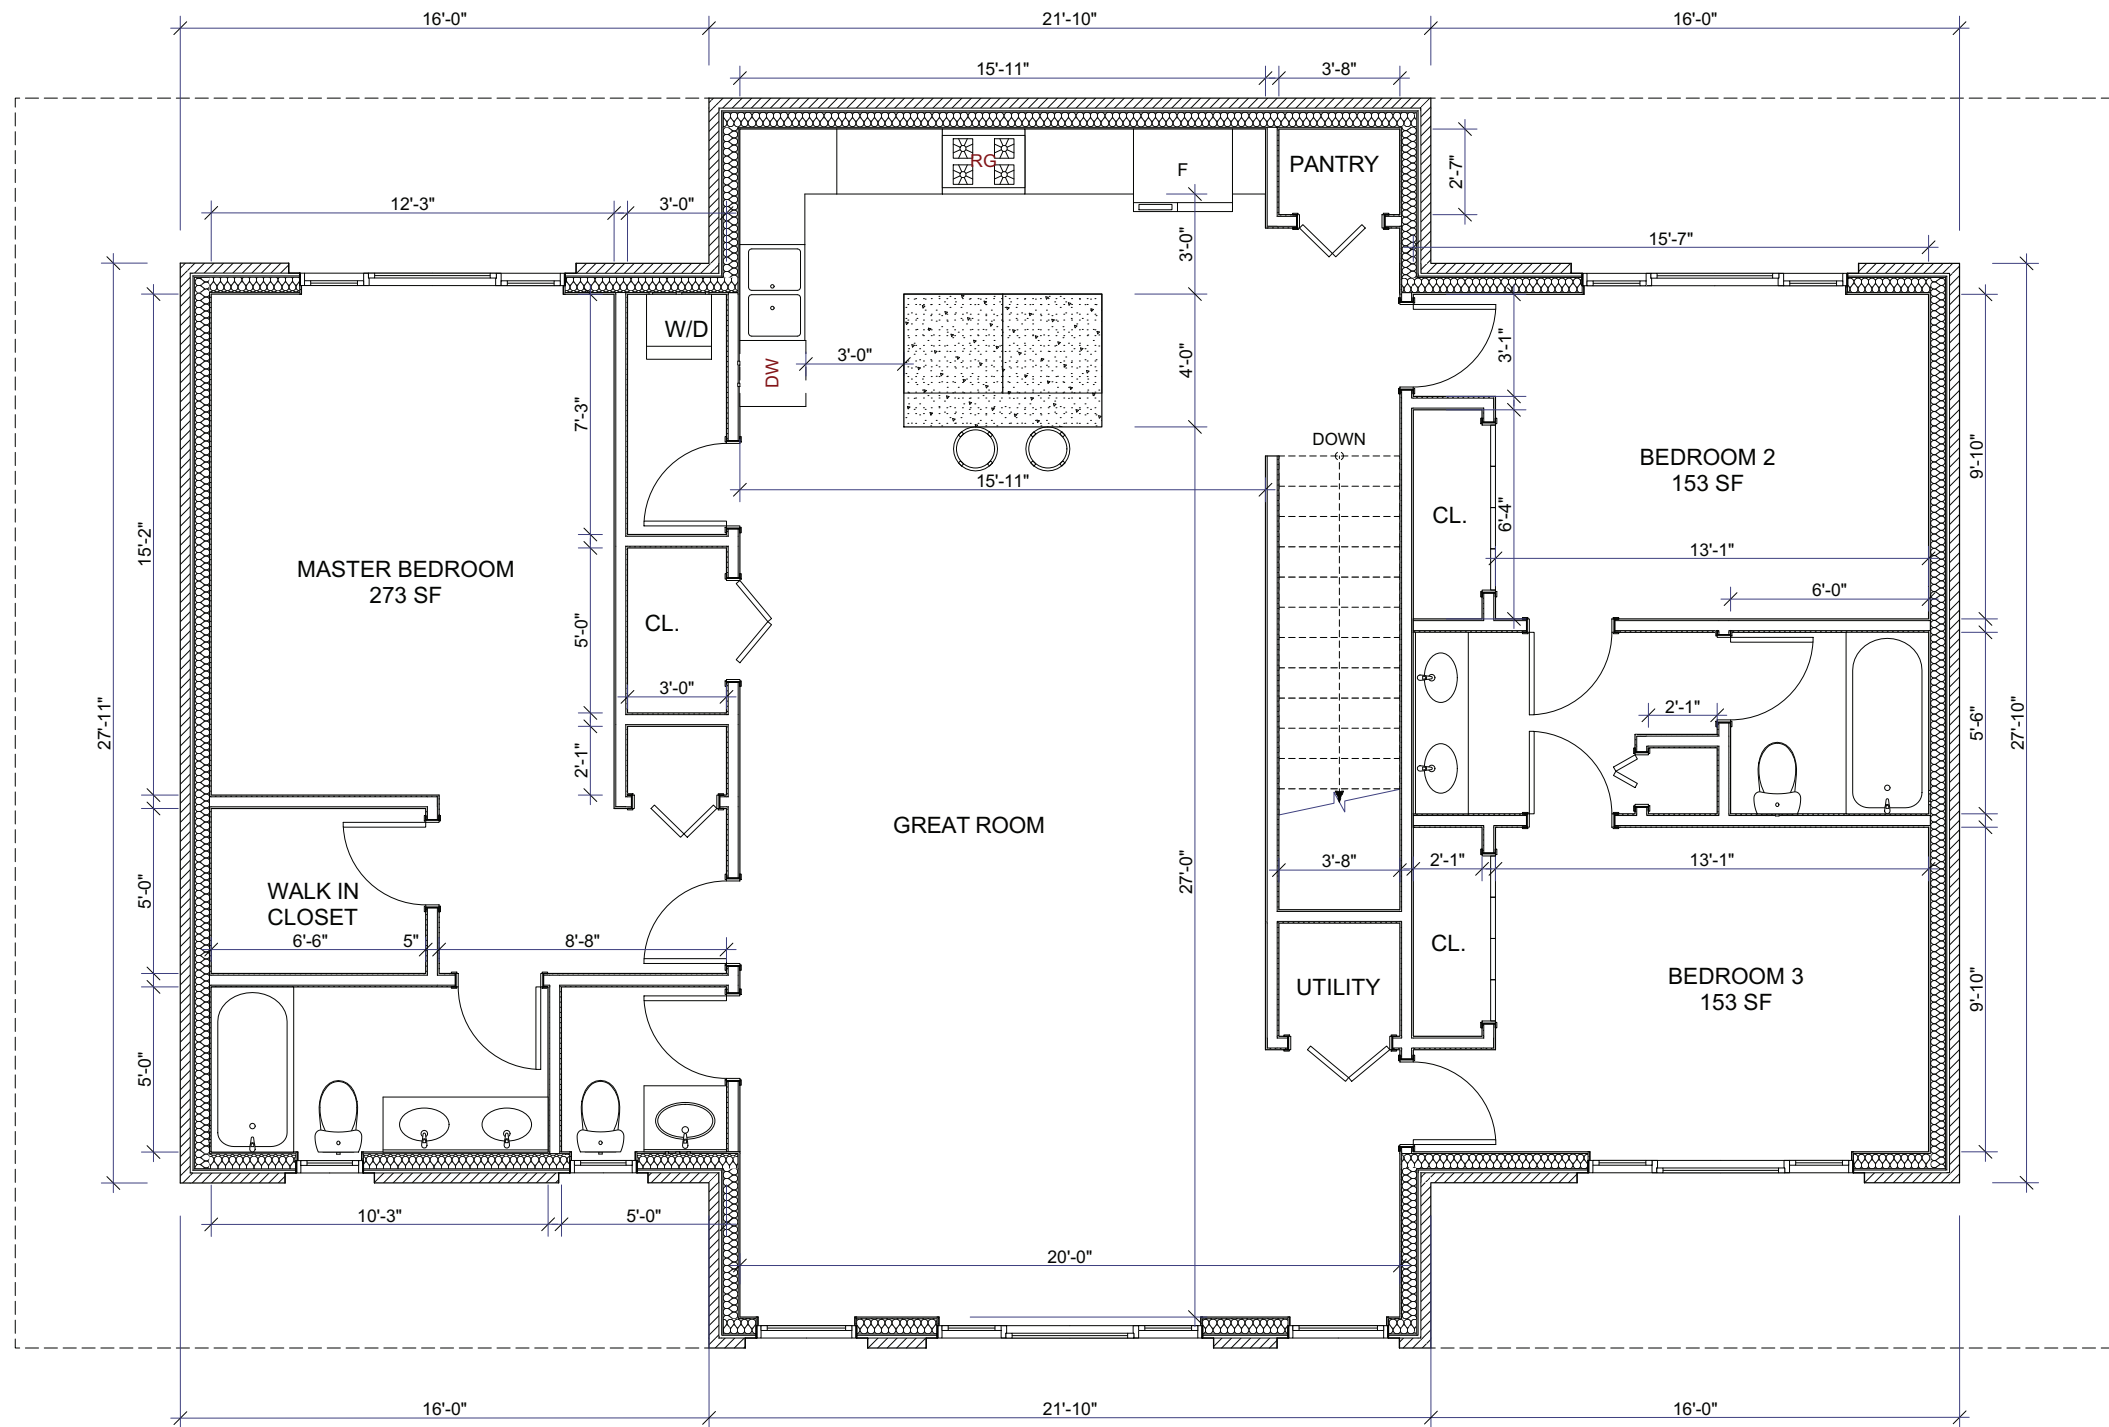 16'-0"
21'-10"
16'-0"
15'-11"
3'-8"
RG
F
PANTRY
2'-7"
12'-3"
3'-0"
3'-0"
15'-7"
W/D
DW
3'-0"
4'-0"
3'-1"
7'-3"
DOWN
15'-11"
BEDROOM 2
153 SF
9'-10"
CL.
6'-4"
15'-2"
MASTER BEDROOM
273 SF
13'-1"
6'-0"
5'-0"
CL.
3'-0"
2'-1"
5'-6"
27'-10"
27'-11"
2'-1"
GREAT ROOM
27'-0"
3'-8"
2'-1"
13'-1"
5'-0"
WALK IN
CLOSET
6'-6"
5"
8'-8"
CL.
UTILITY
BEDROOM 3
153 SF
9'-10"
5'-0"
10'-3"
5'-0"
20'-0"
16'-0"
21'-10"
16'-0"